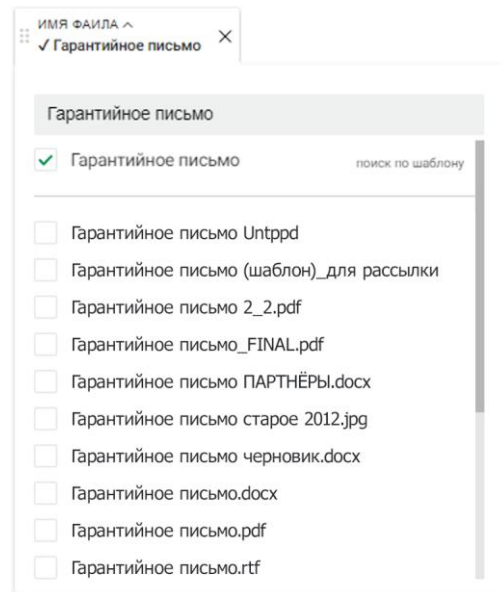 ИМЯ ФАЙЛА
✓ Гарантийное письмо
Гарантийное письмо
Гарантийное письмо поиск по шаблону
Гарантийное письмо Untppd
Гарантийное письмо (шаблон)_для рассылки
Гарантийное письмо 2_2.pdf
Гарантийное письмо_FINAL.pdf
Гарантийное письмо ПАРТНЁРЫ.docx
Гарантийное письмо старое 2012.jpg
Гарантийное письмо черновик.docx
Гарантийное письмо.docx
Гарантийное письмо.pdf
Гарантийное письмо.rtf